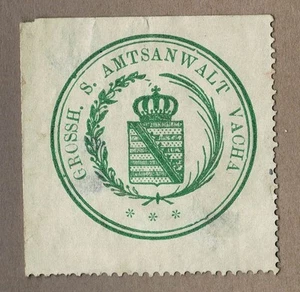 GROSSH. S. AMTSANWALT VACHA
* * *